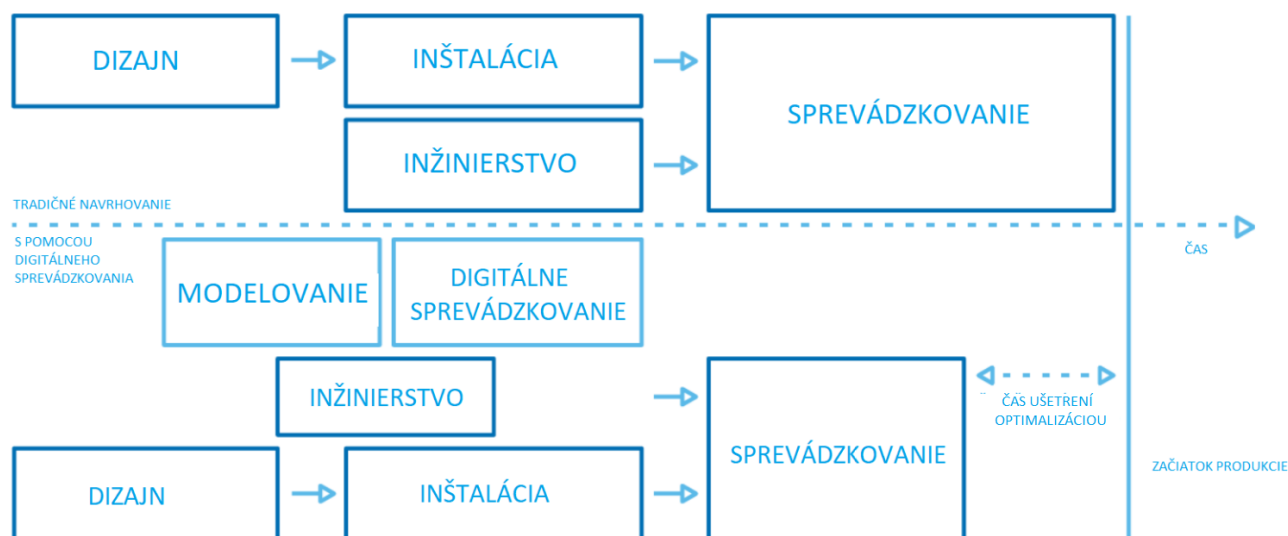 DIZAJN
INŠTALÁCIA
SPREVÁDZKOVANIE
INŽINIERSTVO
TRADIČNÉ NAVRHOVANIE
S POMOCOU
DIGITÁLNEHO
SPREVÁDZKOVANIA
ČAS
MODELOVANIE
DIGITÁLNE
SPREVÁDZKOVANIE
INŽINIERSTVO
ČAS UŠETRENÍ
OPTIMALIZÁCIOU
SPREVÁDZKOVANIE
ZAČIATOK PRODUKCIE
DIZAJN
INŠTALÁCIA